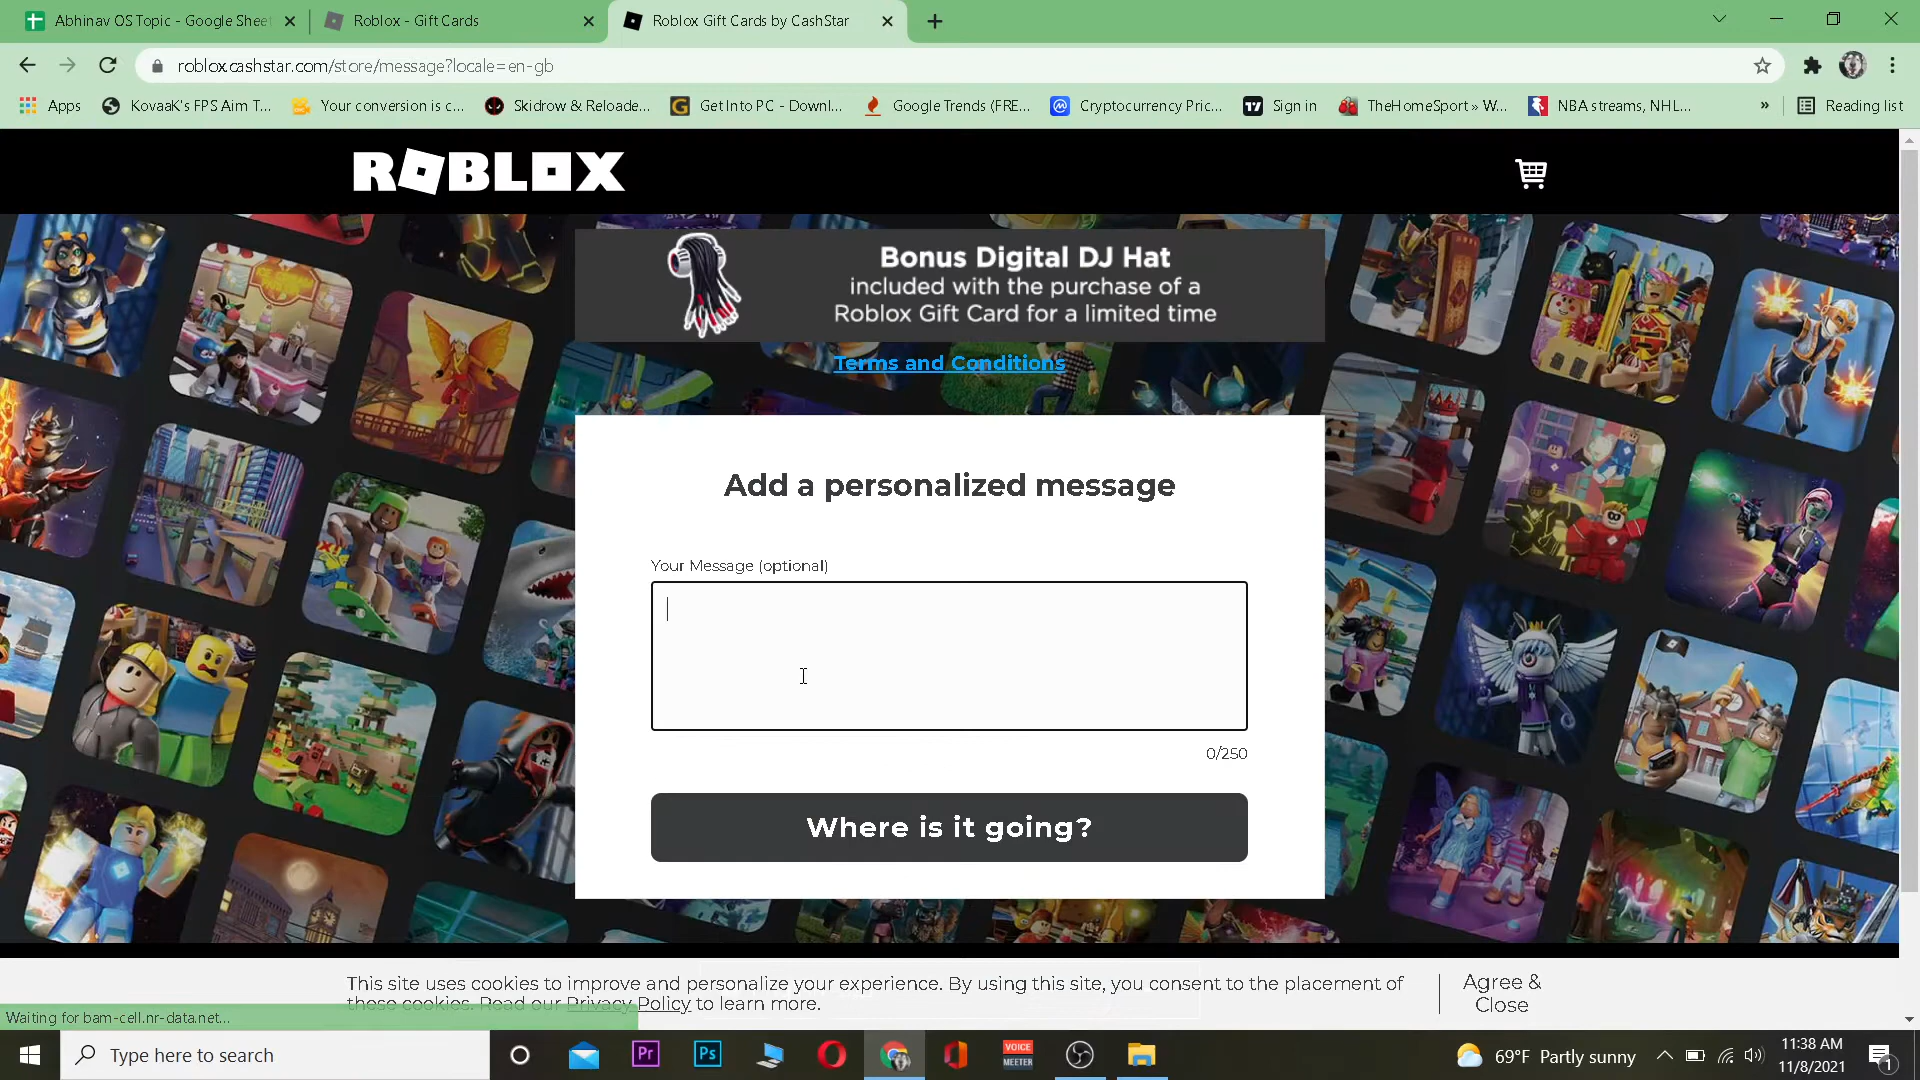 Abhinav OS Topic - Google Sheet
Roblox - Gift Cards
Roblox Gift Cards by CashStar
roblox.cashstar.com/store/message?locale=en-gb
Apps
KovaaK's FPS Aim T...
Your conversion is c...
Skidrow & Reloade...
Get Into PC - Downl...
Google Trends (FRE...
Cryptocurrency Pric...
Sign in
TheHomeSport » W...
NBA streams, NHL...
»
Reading list
ROBLOX
Bonus Digital DJ Hat
included with the purchase of a
Roblox Gift Card for a limited time
Terms and Conditions
Add a personalized message
Your Message (optional)
0/250
Where is it going?
This site uses cookies to improve and personalize your experience. By using this site, you consent to the placement of
these cookies. Read our Privacy Policy to learn more.
Agree &
Close
Waiting for bam-cell.nr-data.net...
Type here to search
Pr
Ps
VOICE
MEETER
69°F Partly sunny
11:38 AM
11/8/2021
1